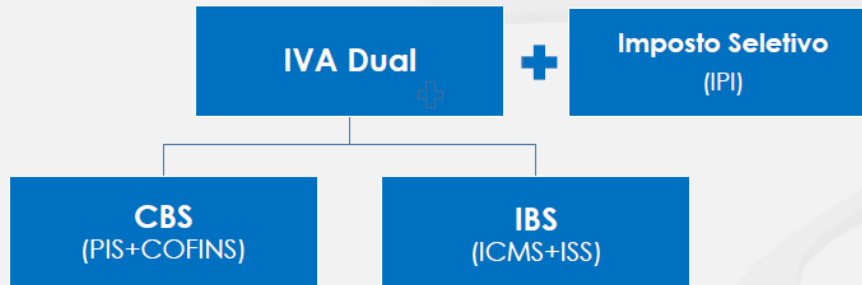 IVA Dual
Imposto Seletivo
(IPI)
CBS
(PIS+COFINS)
IBS
(ICMS+ISS)